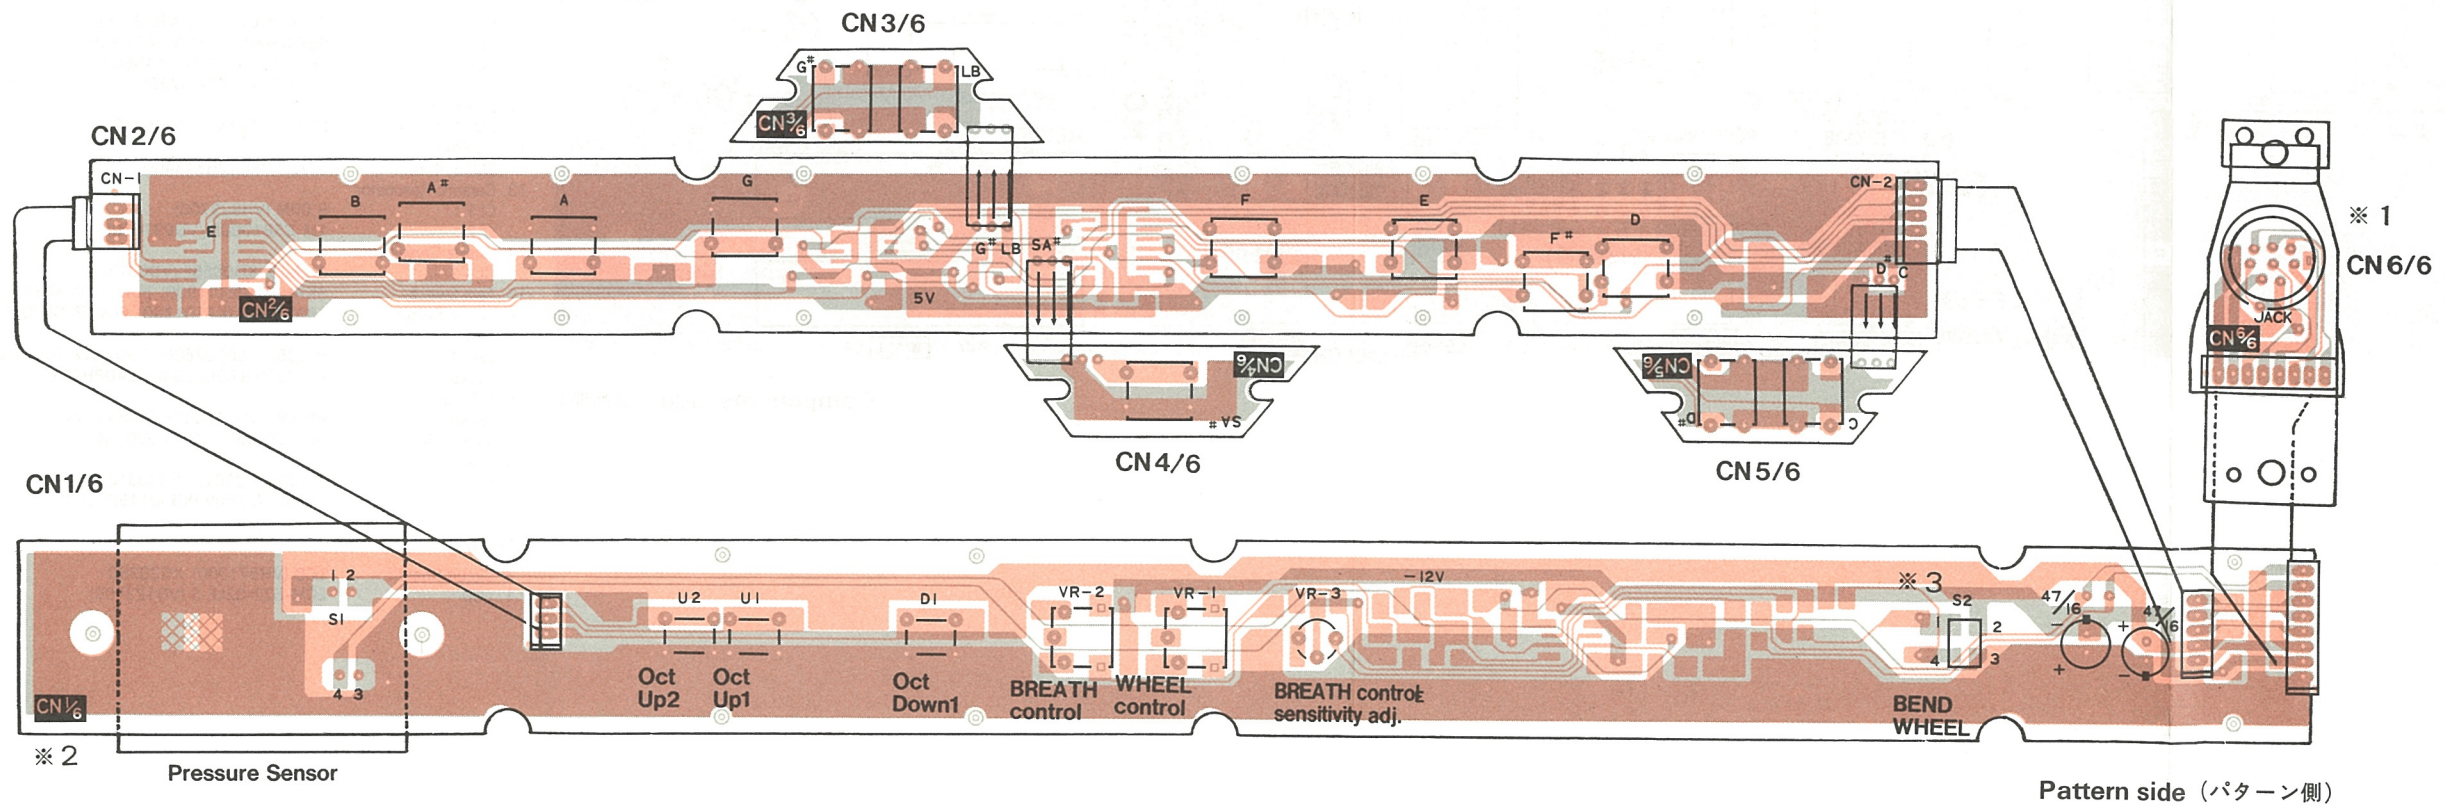 CN3/6
G# LB
CN3/6
CN2/6
CN-1
B A# A G
E
F E F# D
CN-2
G# LB SA#
D# C
5V
CN2/6
※1
CN6/6
JACK
CN6/6
CN4/6
SA#
CN4/6
CN5/6
D# C
CN5/6
CN1/6
1 2
S1
4 3
U2 U1 D1
VR-2 VR-1 VR-3
-12V
※3
S2
1 2
4 3
47/16
- +
47/16
+ -
Oct Up2
Oct Up1
Oct Down1
BREATH control
WHEEL control
BREATH control sensitivity adj.
BEND WHEEL
CN1/6
※2
Pressure Sensor
Pattern side (パターン側)